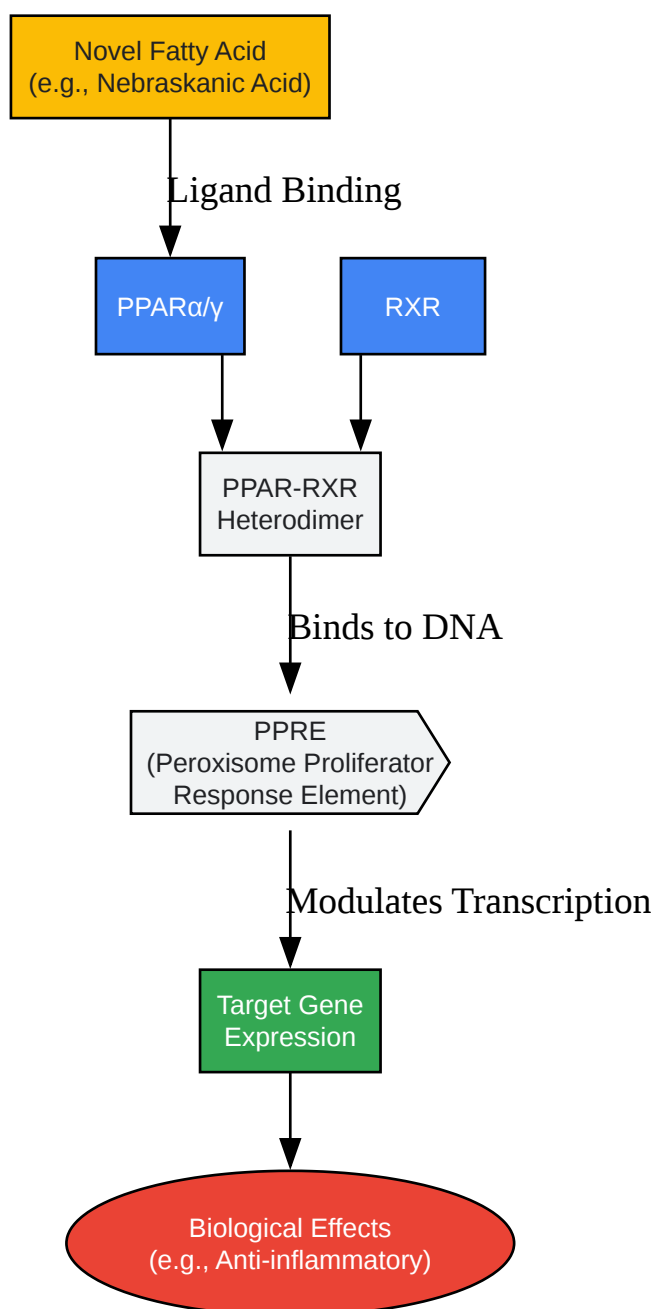 Novel Fatty Acid
(e.g., Nebraskanic Acid)
Ligand Binding
PPARα/γ
RXR
PPAR-RXR
Heterodimer
Binds to DNA
PPRE
(Peroxisome Proliferator
Response Element)
Modulates Transcription
Target Gene
Expression
Biological Effects
(e.g., Anti-inflammatory)